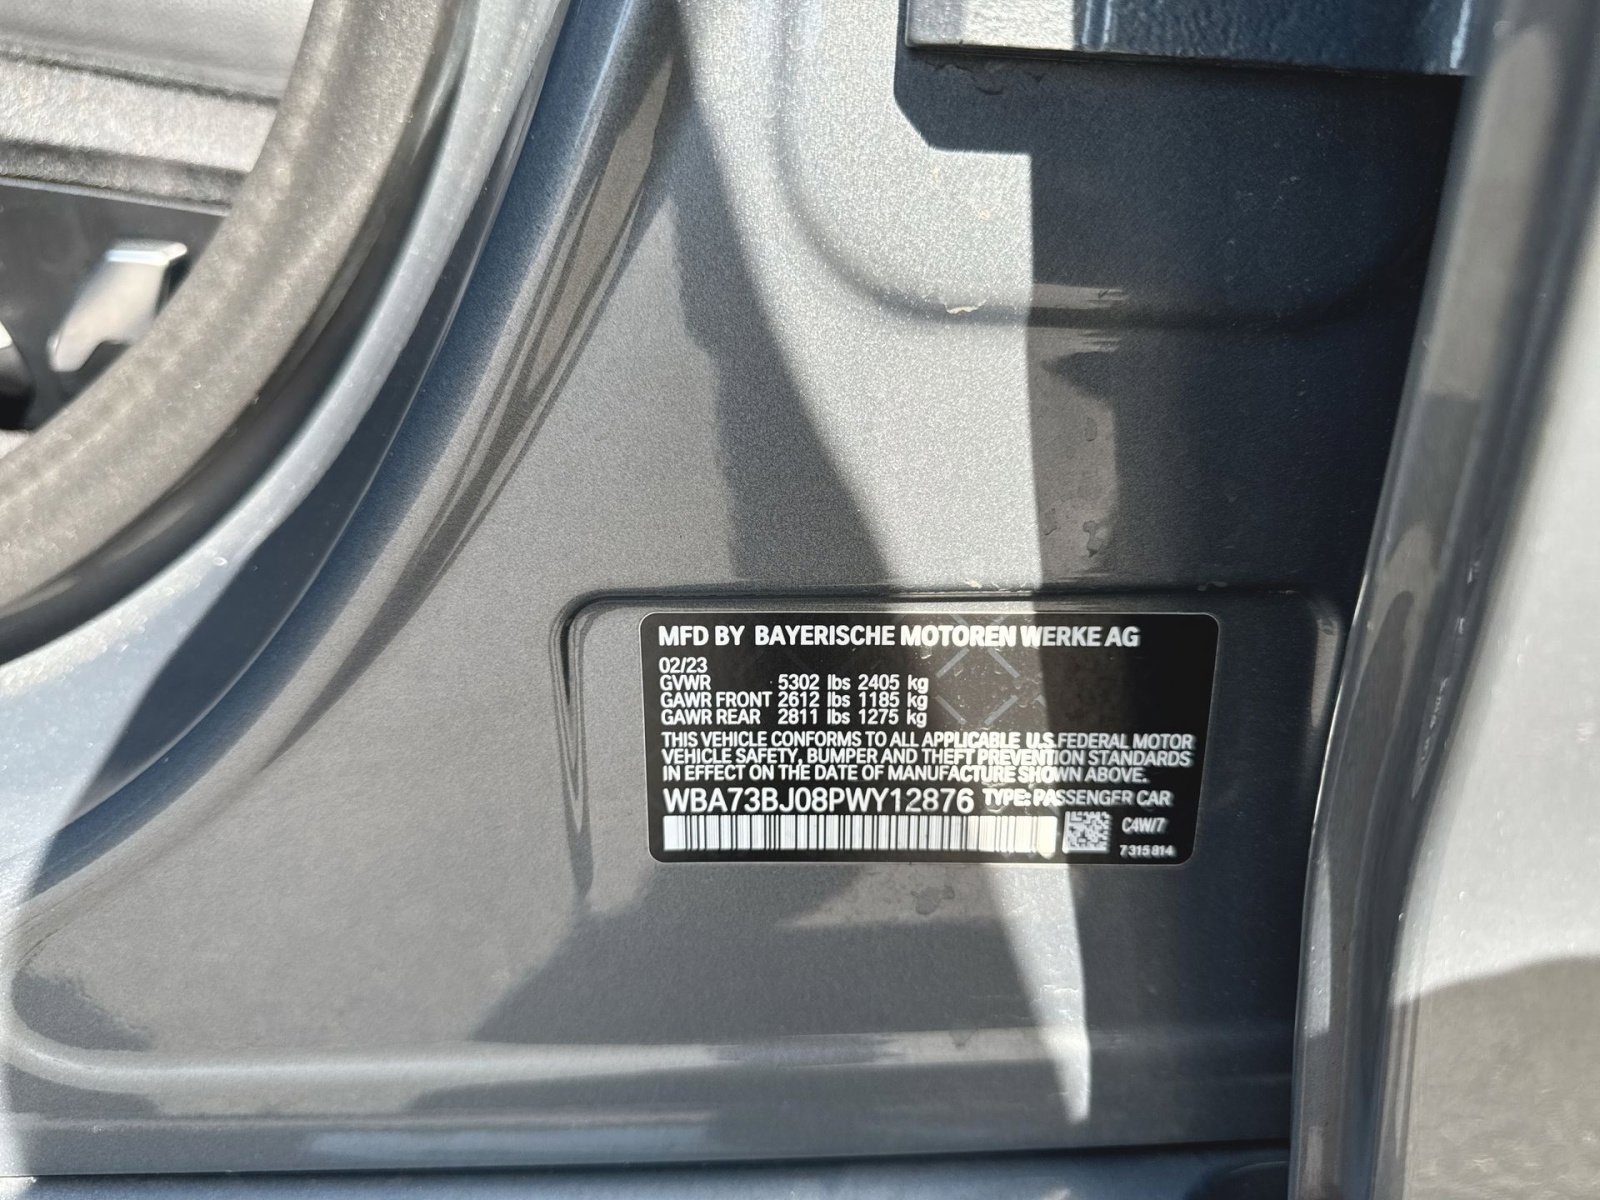 MFD BY BAYERISCHE MOTOREN WERKE AG
02/23
GVWR 5302 lbs 2405 kg
GAWR FRONT 2612 lbs 1185 kg
GAWR REAR 2811 lbs 1275 kg
THIS VEHICLE CONFORMS TO ALL APPLICABLE U.S. FEDERAL MOTOR
VEHICLE SAFETY, BUMPER AND THEFT PREVENTION STANDARDS
IN EFFECT ON THE DATE OF MANUFACTURE SHOWN ABOVE.
WBA73BJ08PWY12876 TYPE: PASSENGER CAR
C4W/7
7 315 814